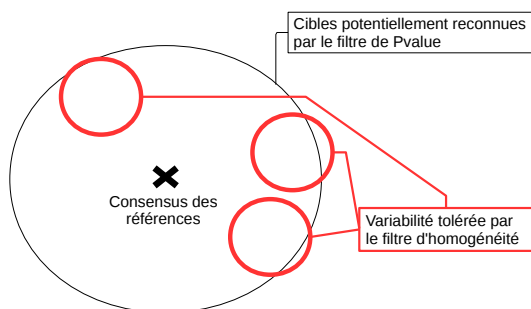 Cibles potentiellement reconnues
par le filtre de Pvalue
Consensus des
références
Variabilité tolérée par
le filtre d'homogénéité